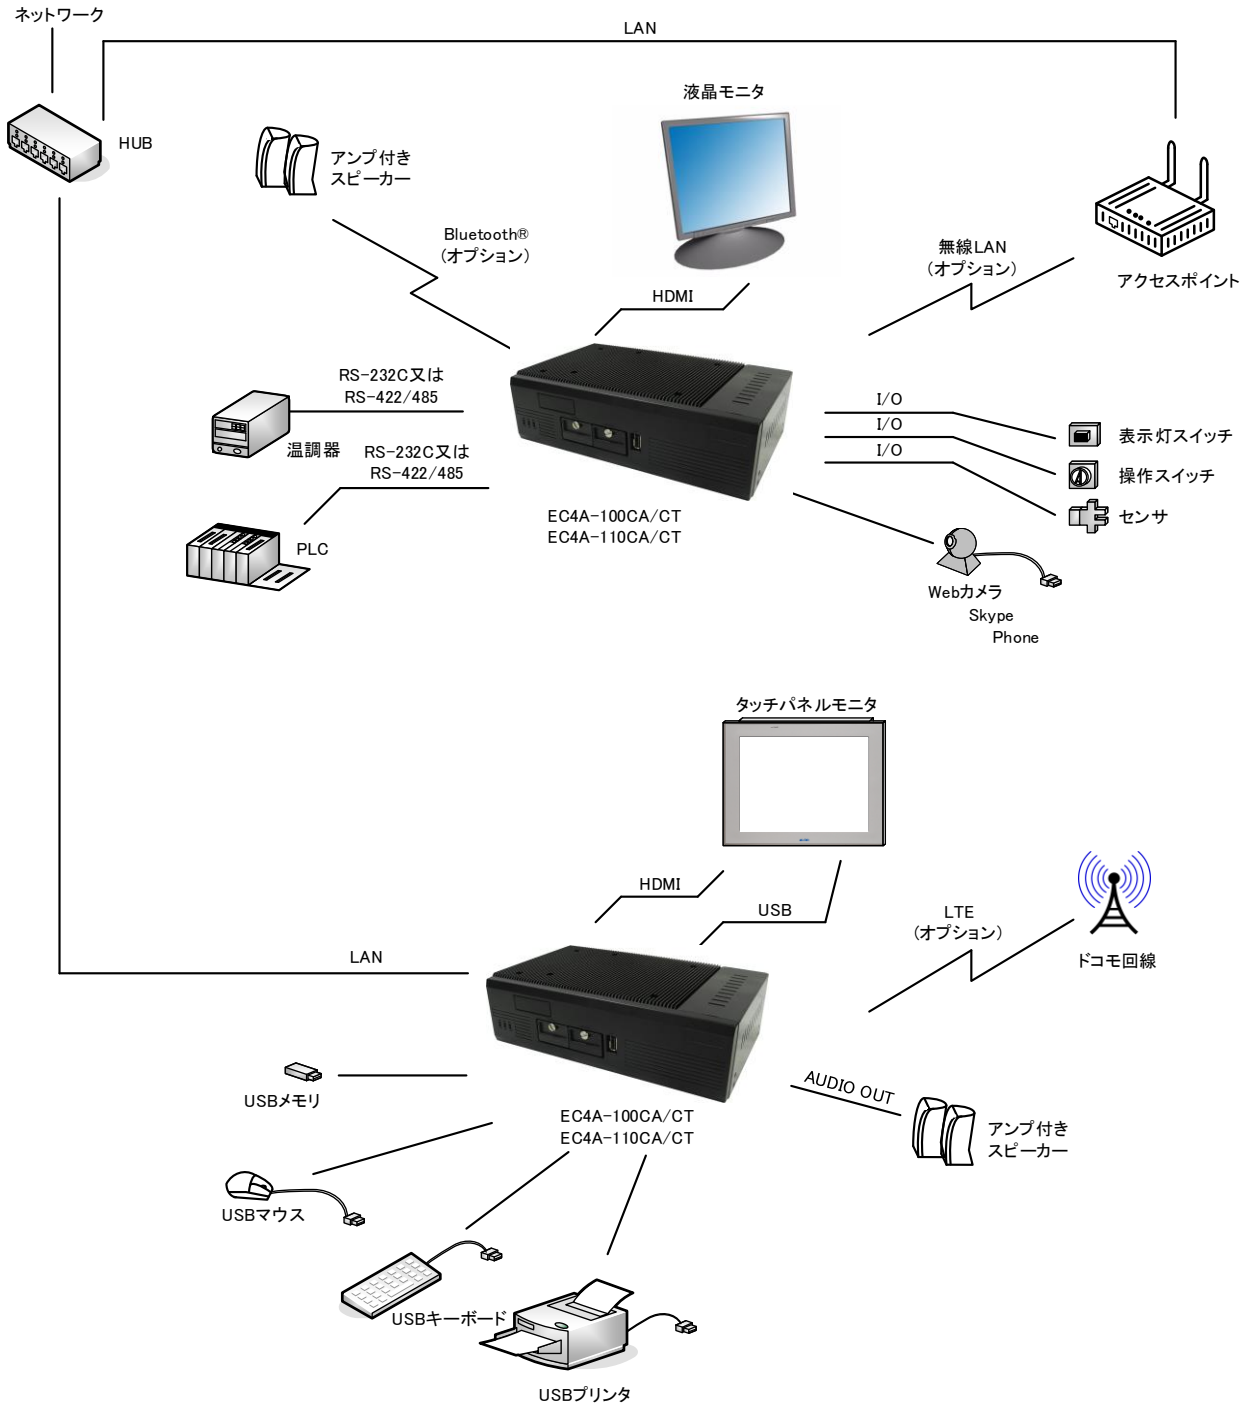 ネットワーク
LAN
HUB
アンプ付き
スピーカー
液晶モニタ
Bluetooth®
(オプション)
無線LAN
(オプション)
アクセスポイント
HDMI
RS-232C又は
RS-422/485
温調器
RS-232C又は
RS-422/485
PLC
I/O
I/O
I/O
表示灯スイッチ
操作スイッチ
センサ
EC4A-100CA/CT
EC4A-110CA/CT
Webカメラ
Skype
Phone
タッチパネルモニタ
HDMI
USB
LTE
(オプション)
ドコモ回線
LAN
USBメモリ
AUDIO OUT
アンプ付き
スピーカー
EC4A-100CA/CT
EC4A-110CA/CT
USBマウス
USBキーボード
USBプリンタ